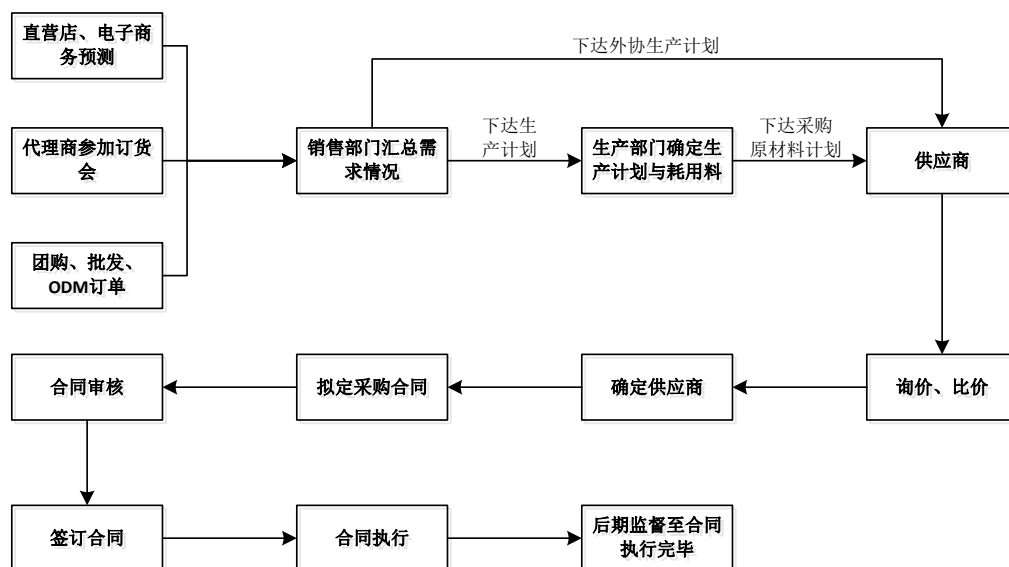 直营店、电子商
务预测
下达外协生产计划
代理商参加订货
会
销售部门汇总需
求情况
下达生
产计划
生产部门确定生
产计划与耗用料
下达采购
原材料计划
供应商
团购、批发、
ODM订单
合同审核
拟定采购合同
确定供应商
询价、比价
签订合同
合同执行
后期监督至合同
执行完毕